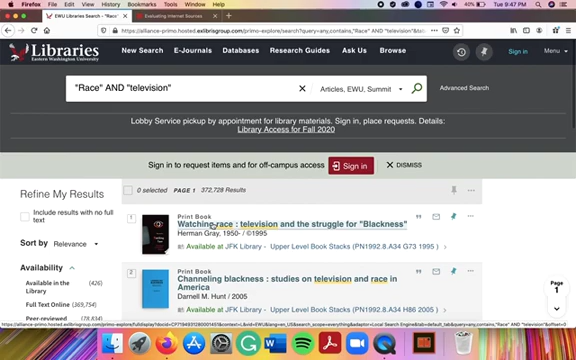 Firefox File Edit View History Bookmarks Tools Window Help
Tue 9:47 PM
EWU Libraries Search - "Race"
Evaluating Internet Sources
https://alliance-primo.hosted.exlibrisgroup.com/primo-explore/search?query=any,contains,"Race" AND "television"
Libraries
Eastern Washington University
New Search E-Journals Databases Research Guides Ask Us Browse
Sign in Menu
"Race" AND "television"
Articles, EWU, Summit
Advanced Search
Lobby Service pickup by appointment for library materials. Sign in, place requests. Details:
Library Access for Fall 2020
Sign in to request items and for off-campus access
Sign in
DISMISS
Refine My Results
Include results with no full text
Sort by Relevance
Availability
Available in the Library (426)
Full Text Online (369,754)
Peer-reviewed
0 selected PAGE 1 372,728 Results
1
Print Book
Watching race : television and the struggle for "Blackness"
Herman Gray, 1950- / ©1995
Available at JFK Library - Upper Level Book Stacks (PN1992.8.A34 G73 1995 )
2
Print Book
Channeling blackness : studies on television and race in America
Darnell M. Hunt / 2005
Available at JFK Library - Upper Level Book Stacks (PN1992.8.A34 H86 2005 )
Page
1